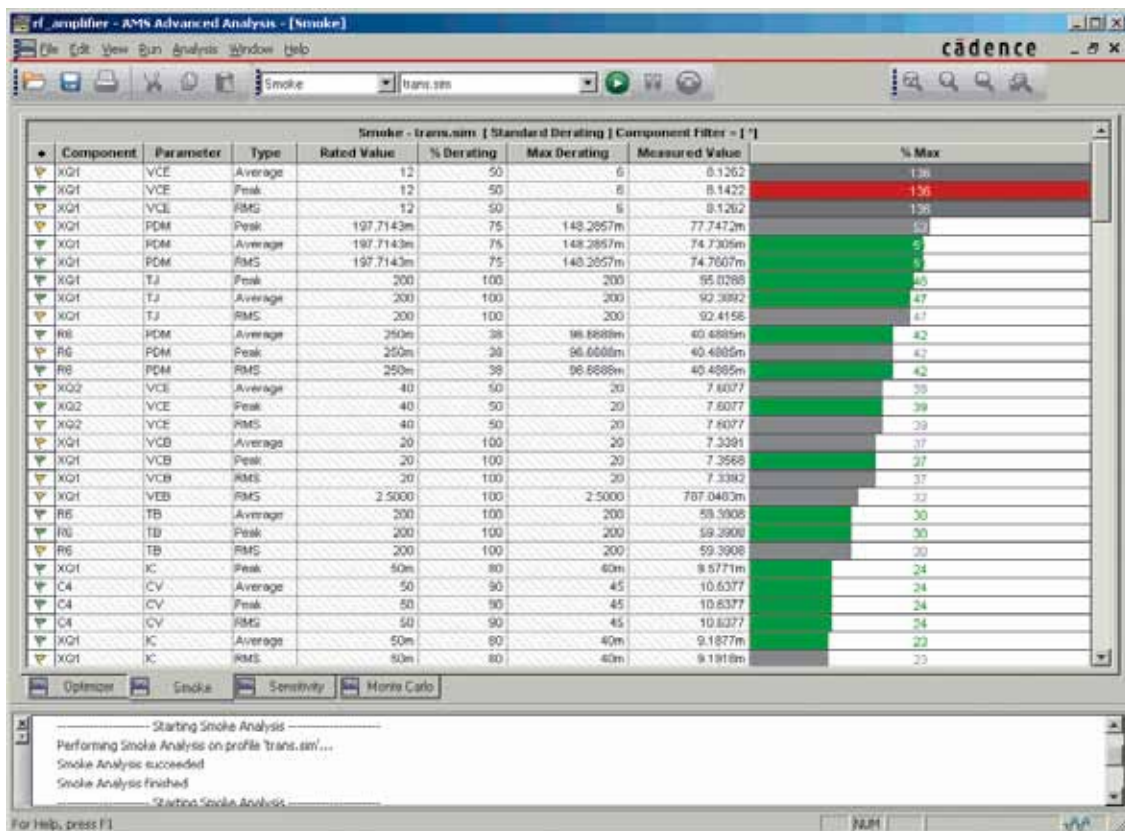 rf_amplifier - AMS Advanced Analysis - [Smoke]
File Edit View Run Analysis Window Help cādence
Smoke trans.sim
Smoke - trans.sim [ Standard Derating ] Component Filter = [ *]
Component Parameter Type Rated Value % Derating Max Derating Measured Value % Max
XQ1 VCE Average 12 50 6 8.1262 136
XQ1 VCE Peak 12 50 6 8.1422 136
XQ1 VCE RMS 12 50 6 8.1262 136
XQ1 PDM Peak 197.7143m 75 148.2857m 77.7472m 53
XQ1 PDM Average 197.7143m 75 148.2857m 74.7305m
XQ1 PDM RMS 197.7143m 75 148.2857m 74.7607m
XQ1 TJ Peak 200 100 200 95.0288
XQ1 TJ Average 200 100 200 92.3892 47
XQ1 TJ RMS 200 100 200 92.4156 47
R6 PDM Average 250m 38 96.6688m 40.4885m 42
R6 PDM Peak 250m 38 96.6688m 40.4885m 42
R6 PDM RMS 250m 38 96.6688m 40.4885m 42
XQ2 VCE Average 40 50 20 7.6077 39
XQ2 VCE Peak 40 50 20 7.6077 39
XQ2 VCE RMS 40 50 20 7.6077 39
XQ1 VCB Average 20 100 20 7.3391 37
XQ1 VCB Peak 20 100 20 7.3568 37
XQ1 VCB RMS 20 100 20 7.3392 37
XQ1 VEB RMS 2.5000 100 2.5000 787.0483m 32
R6 TB Average 200 100 200 59.3908 30
R6 TB Peak 200 100 200 59.3908 30
R6 TB RMS 200 100 200 59.3908 30
XQ1 IC Peak 50m 80 40m 9.5771m 24
C4 CV Average 50 90 45 10.6377 24
C4 CV Peak 50 90 45 10.6377 24
C4 CV RMS 50 90 45 10.6377 24
XQ1 IC Average 50m 80 40m 9.1877m 23
XQ1 IC RMS 50m 80 40m 9.1918m 23
Optimizer Smoke Sensitivity Monte Carlo
---------------------- Starting Smoke Analysis ----------------------
Performing Smoke Analysis on profile 'trans.sim'...
Smoke Analysis succeeded
Smoke Analysis finished
---------------------- Starting Smoke Analysis ----------------------
For Help, press F1 NUM